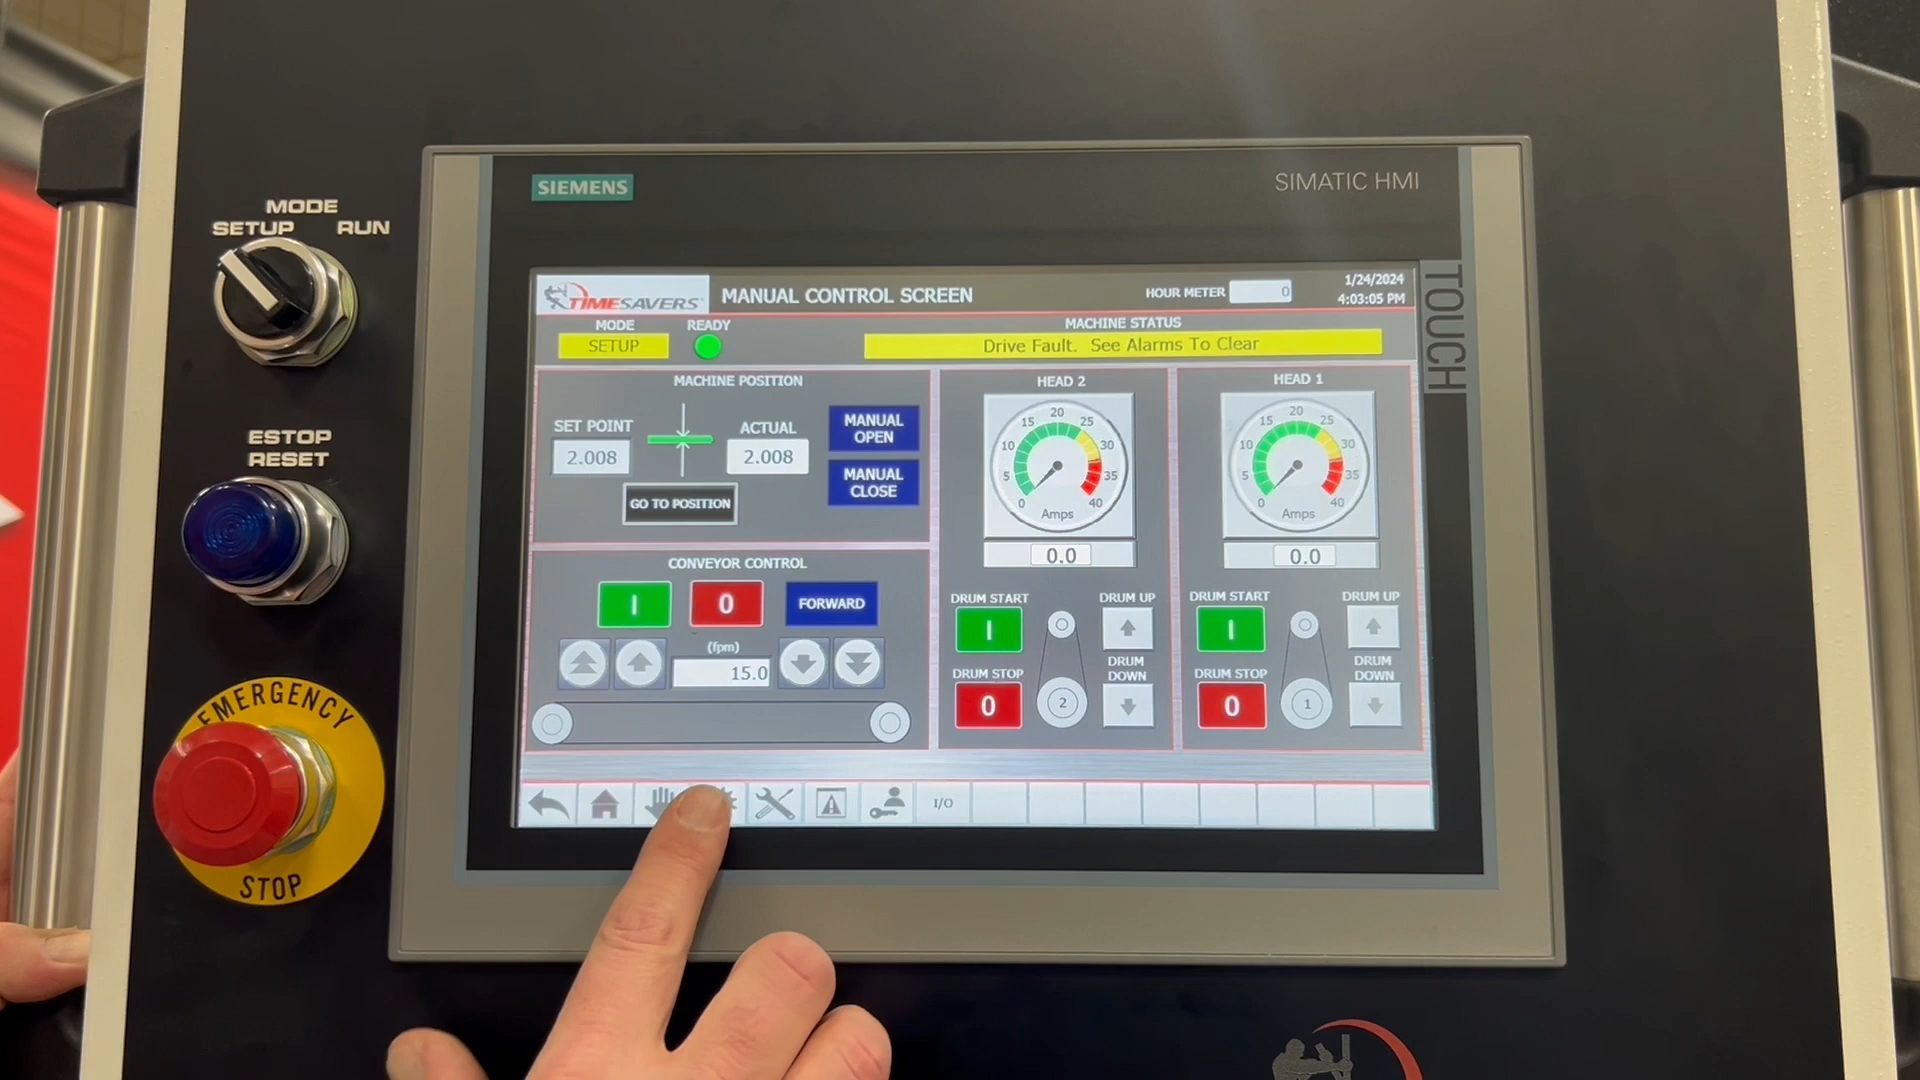 MODE
SETUP RUN
ESTOP
RESET
EMERGENCY
STOP
SIEMENS
SIMATIC HMI
TOUCH
TIMESAVERS
MANUAL CONTROL SCREEN
HOUR METER 0
1/24/2024
4:03:05 PM
MODE
SETUP
READY
MACHINE STATUS
Drive Fault. See Alarms To Clear
MACHINE POSITION
SET POINT
2.008
ACTUAL
2.008
GO TO POSITION
MANUAL
OPEN
MANUAL
CLOSE
CONVEYOR CONTROL
I
0
FORWARD
(fpm)
15.0
HEAD 2
0
5
10
15
20
25
30
35
40
Amps
0.0
DRUM START
I
DRUM STOP
0
2
DRUM UP
DRUM
DOWN
HEAD 1
0
5
10
15
20
25
30
35
40
Amps
0.0
DRUM START
I
DRUM STOP
0
1
DRUM UP
DRUM
DOWN
I/O